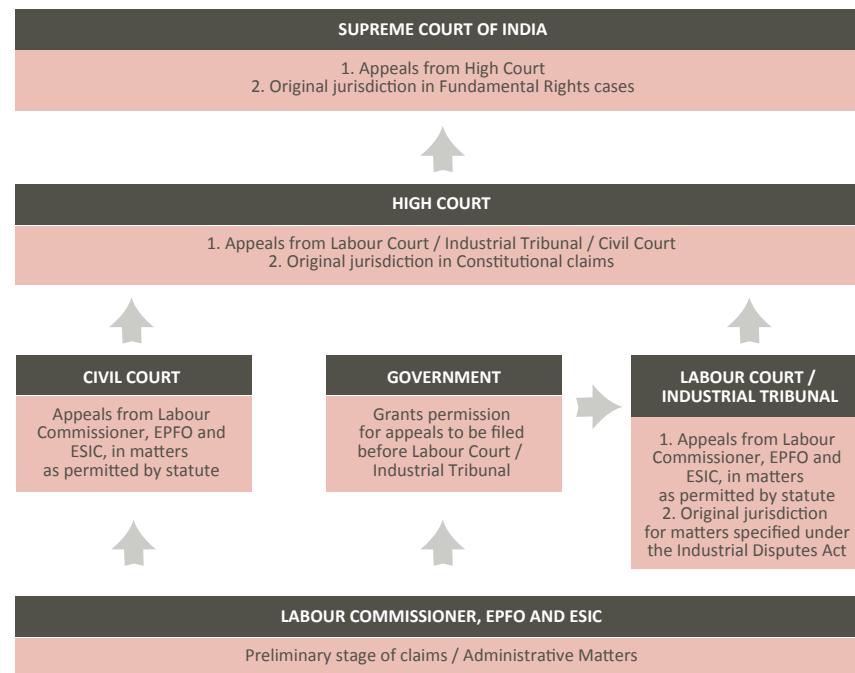 SUPREME COURT OF INDIA
1. Appeals from High Court
2. Original jurisdiction in Fundamental Rights cases
HIGH COURT
1. Appeals from Labour Court / Industrial Tribunal / Civil Court
2. Original jurisdiction in Constitutional claims
CIVIL COURT
Appeals from Labour
Commissioner, EPFO and
ESIC, in matters
as permitted by statute
GOVERNMENT
Grants permission
for appeals to be filed
before Labour Court /
Industrial Tribunal
LABOUR COURT /
INDUSTRIAL TRIBUNAL
1. Appeals from Labour
Commissioner, EPFO and
ESIC, in matters
as permitted by statute
2. Original jurisdiction
for matters specified under
the Industrial Disputes Act
LABOUR COMMISSIONER, EPFO AND ESIC
Preliminary stage of claims / Administrative Matters